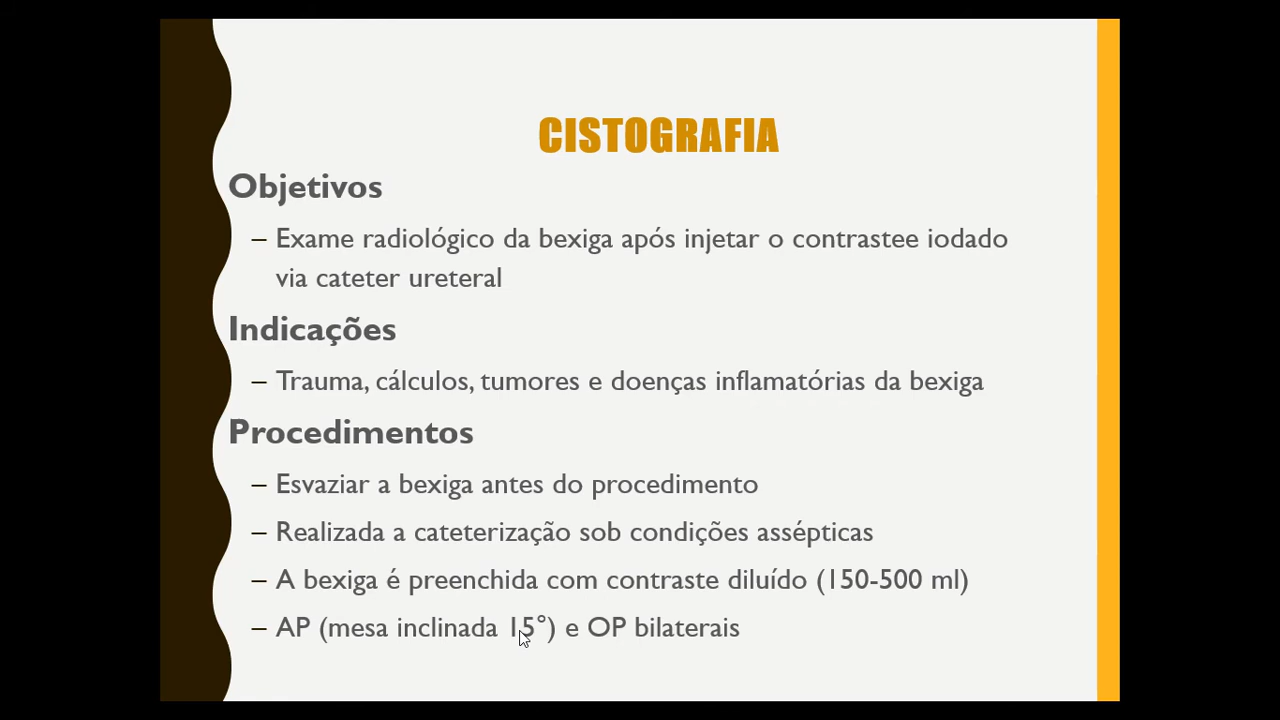 CISTOGRAFIA
Objetivos
– Exame radiológico da bexiga após injetar o contrastee iodado
via cateter ureteral
Indicações
– Trauma, cálculos, tumores e doenças inflamatórias da bexiga
Procedimentos
– Esvaziar a bexiga antes do procedimento
– Realizada a cateterização sob condições assépticas
– A bexiga é preenchida com contraste diluído (150-500 ml)
– AP (mesa inclinada 15°) e OP bilaterais